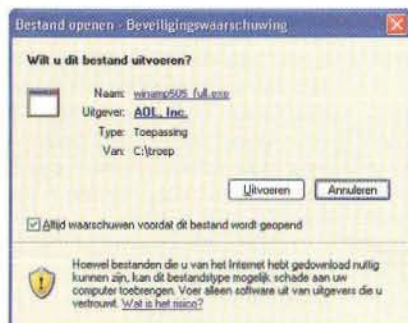 Bestand openen - Beveiligingswaarschuwing
Wilt u dit bestand uitvoeren?
Naam: winamp505_full.exe
Uitgever: AOL, Inc.
Type: Toepassing
Van: C:\troep
Uitvoeren Annuleren
Altijd waarschuwen voordat dit bestand wordt geopend
Hoewel bestanden die u van het Internet hebt gedownload nuttig
kunnen zijn, kan dit bestandstype mogelijk schade aan uw
computer toebrengen. Voer alleen software uit van uitgevers die u
vertrouwt. Wat is het risico?